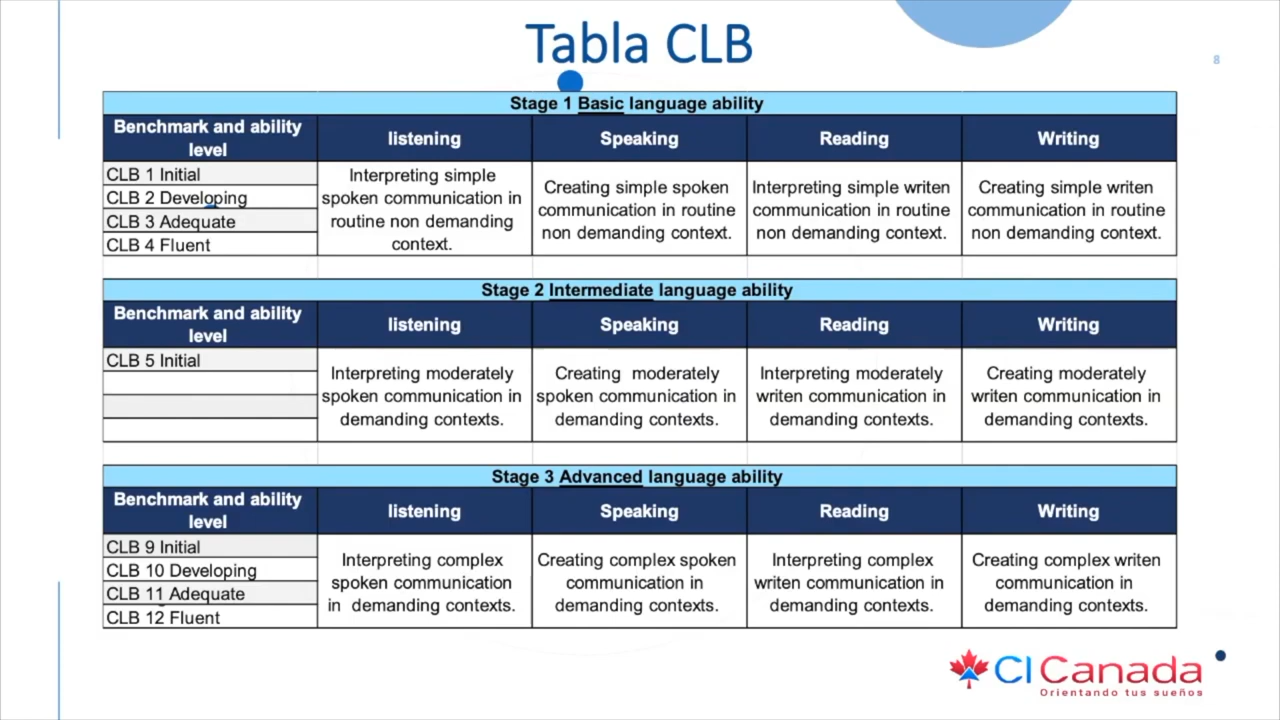 Tabla CLB
8
Stage 1 Basic language ability
Benchmark and ability level
listening
Speaking
Reading
Writing
CLB 1 Initial
CLB 2 Developing
CLB 3 Adequate
CLB 4 Fluent
Interpreting simple
spoken communication in
routine non demanding
context.
Creating simple spoken
communication in routine
non demanding context.
Interpreting simple writen
communication in routine
non demanding context.
Creating simple writen
communication in routine
non demanding context.
Stage 2 Intermediate language ability
Benchmark and ability level
listening
Speaking
Reading
Writing
CLB 5 Initial
Interpreting moderately
spoken communication in
demanding contexts.
Creating moderately
spoken communication in
demanding contexts.
Interpreting moderately
writen communication in
demanding contexts.
Creating moderately
writen communication in
demanding contexts.
Stage 3 Advanced language ability
Benchmark and ability level
listening
Speaking
Reading
Writing
CLB 9 Initial
CLB 10 Developing
CLB 11 Adequate
CLB 12 Fluent
Interpreting complex
spoken communication
in demanding contexts.
Creating complex spoken
communication in
demanding contexts.
Interpreting complex
writen communication in
demanding contexts.
Creating complex writen
communication in
demanding contexts.
CI Canada
Orientando tus sueños